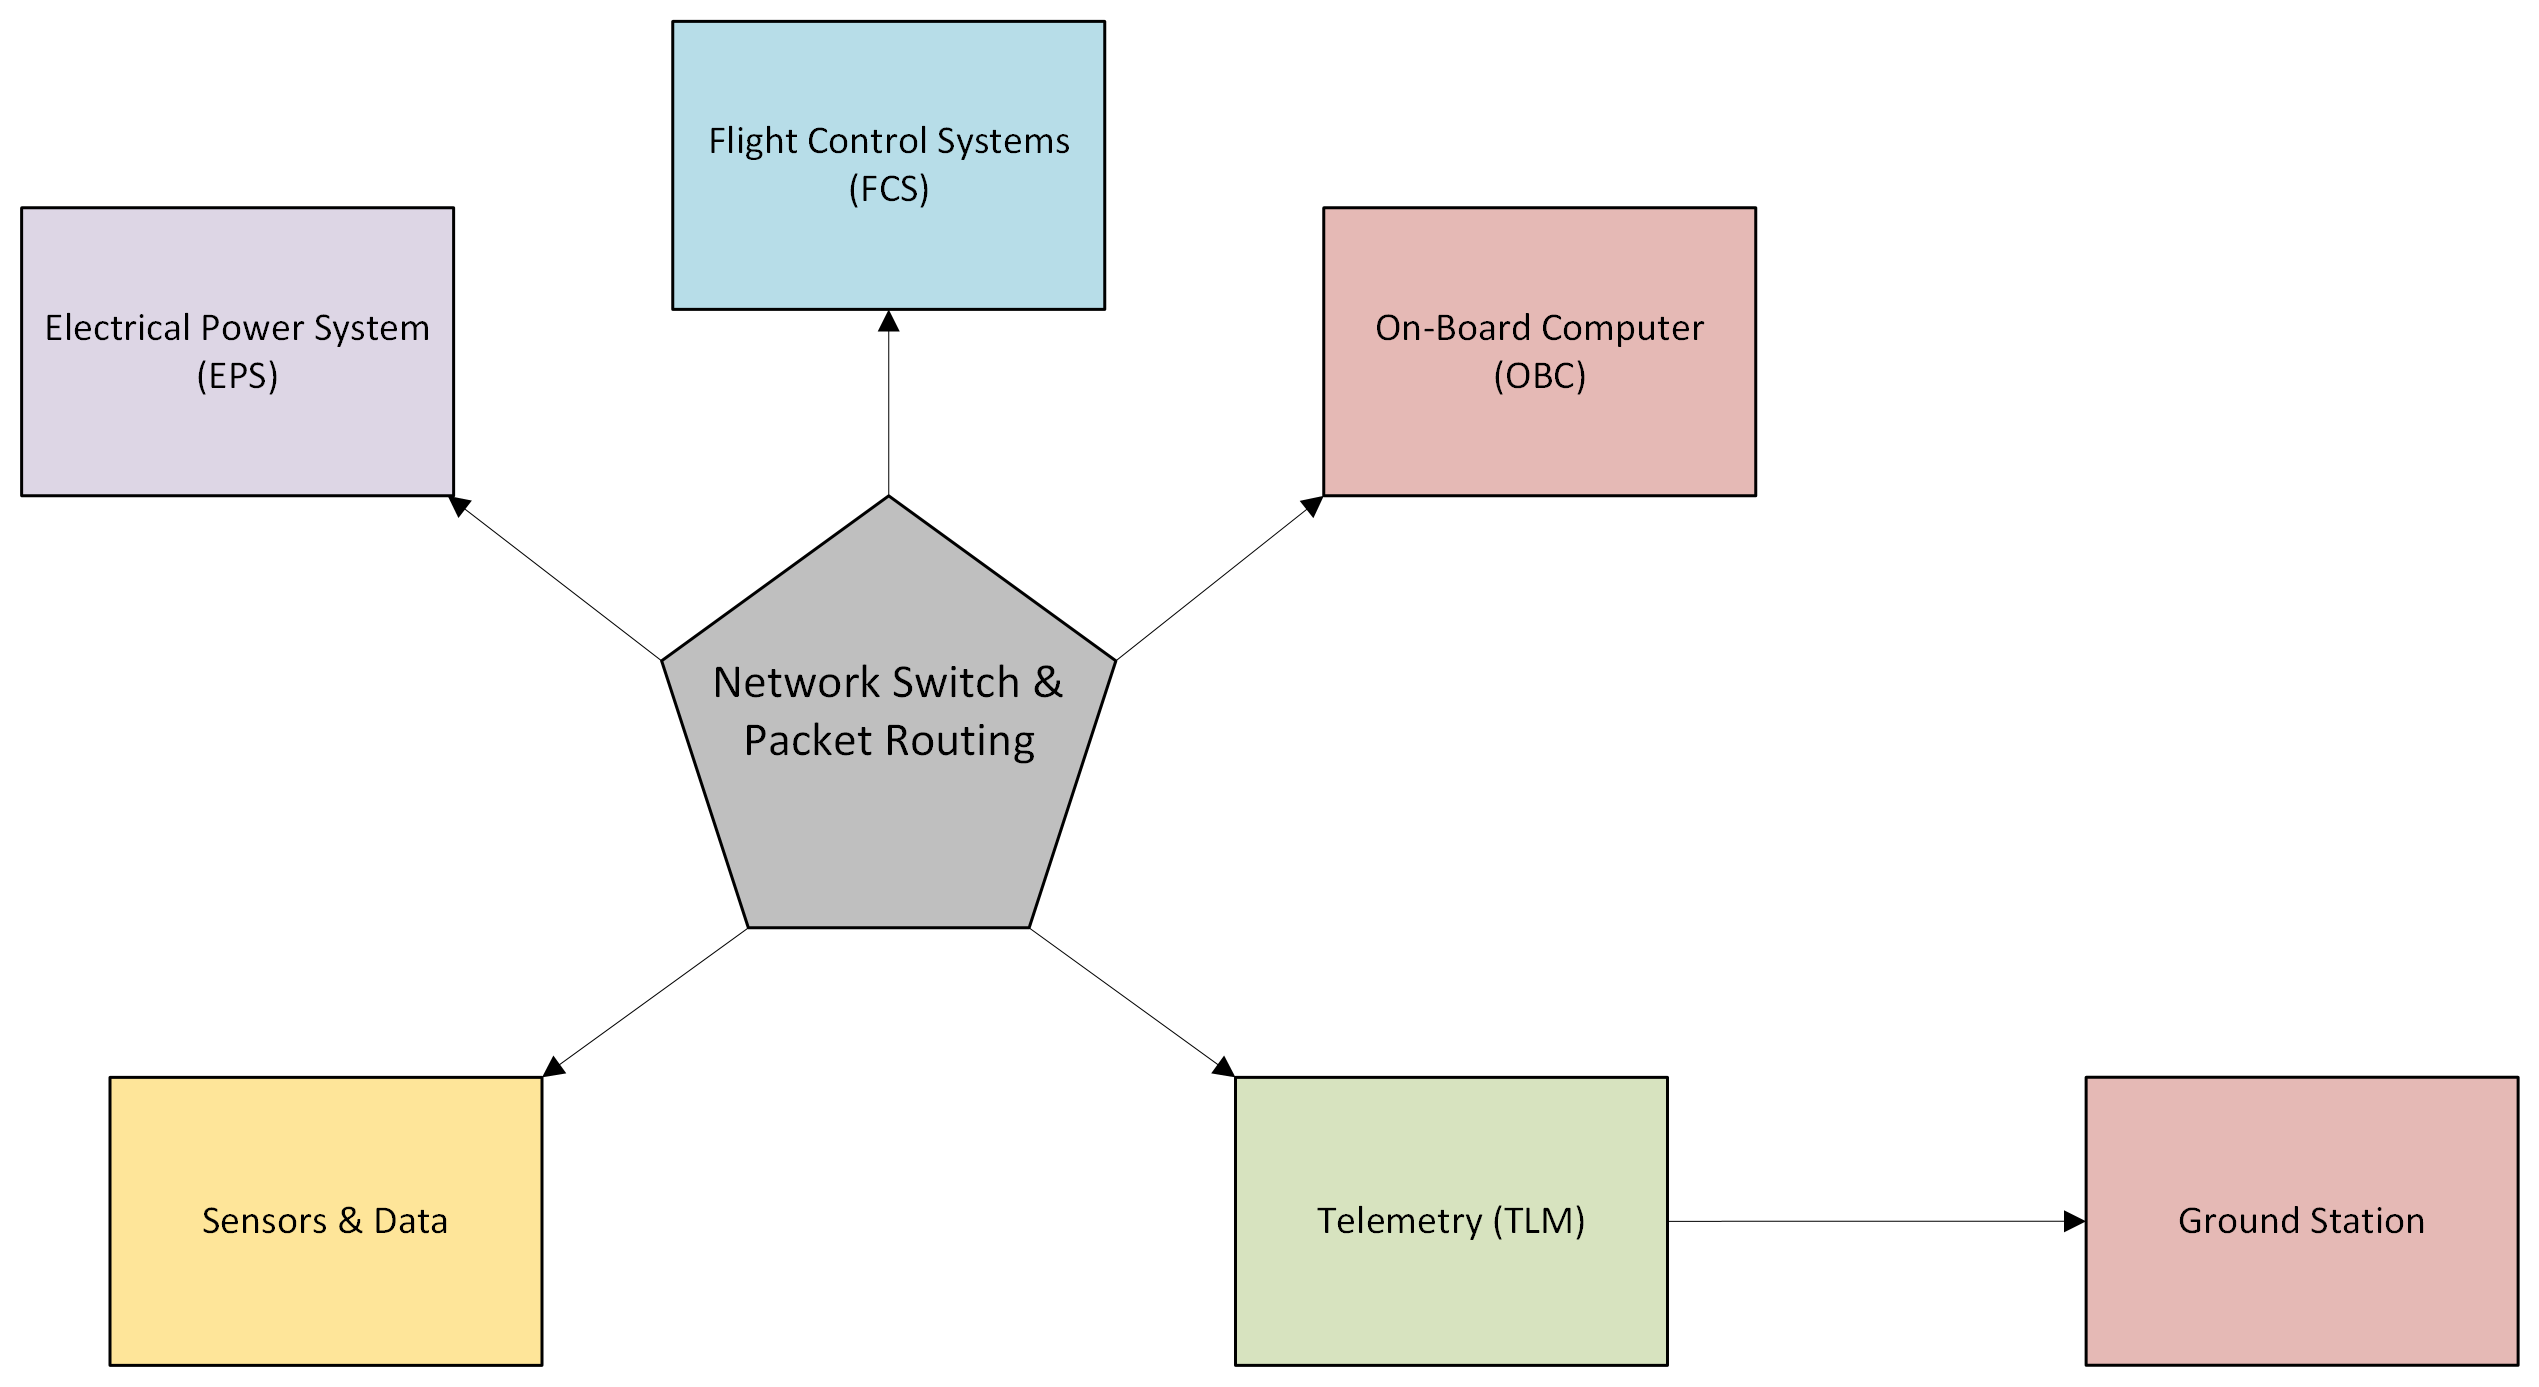 Flight Control Systems
(FCS)
Electrical Power System
(EPS)
On-Board Computer
(OBC)
Network Switch &
Packet Routing
Sensors & Data
Telemetry (TLM)
Ground Station